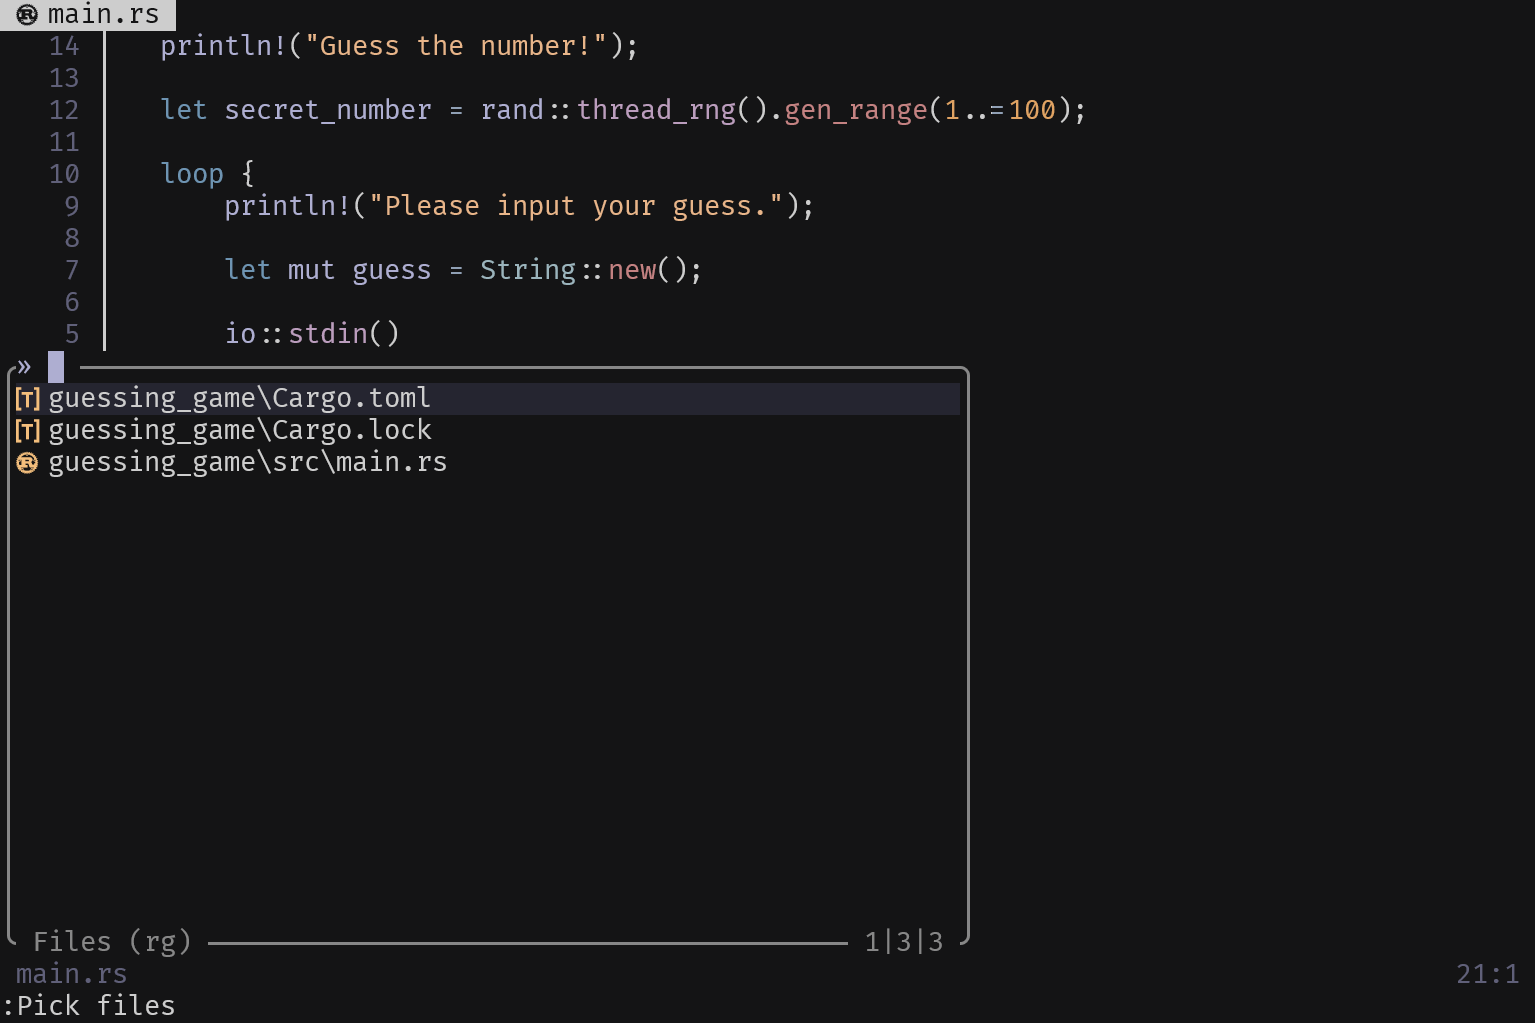 main.rs
14 println!("Guess the number!");
13
12 let secret_number = rand::thread_rng().gen_range(1..=100);
11
10 loop {
9 println!("Please input your guess.");
8
7 let mut guess = String::new();
6
5 io::stdin()
»
[T] guessing_game\Cargo.toml
[T] guessing_game\Cargo.lock
guessing_game\src\main.rs
Files (rg) 1|3|3
main.rs 21:1
:Pick files